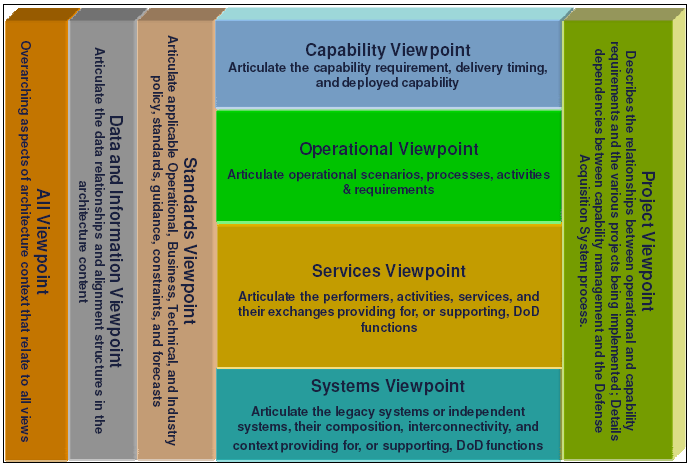 All Viewpoint
Overarching aspects of architecture context that relate to all views
Data and Information Viewpoint
Articulate the data relationships and alignment structures in the
architecture content
Standards Viewpoint
Articulate applicable Operational, Business, Technical, and Industry
policy, standards, guidance, constraints, and forecasts
Capability Viewpoint
Articulate the capability requirement, delivery timing,
and deployed capability
Operational Viewpoint
Articulate operational scenarios, processes, activities
& requirements
Services Viewpoint
Articulate the performers, activities, services, and
their exchanges providing for, or supporting, DoD
functions
Systems Viewpoint
Articulate the legacy systems or independent
systems, their composition, interconnectivity, and
context providing for, or supporting, DoD functions
Project Viewpoint
Describes the relationships between operational and capability
requirements and the various projects being implemented; Details
dependencies between capability management and the Defense
Acquisition System process.